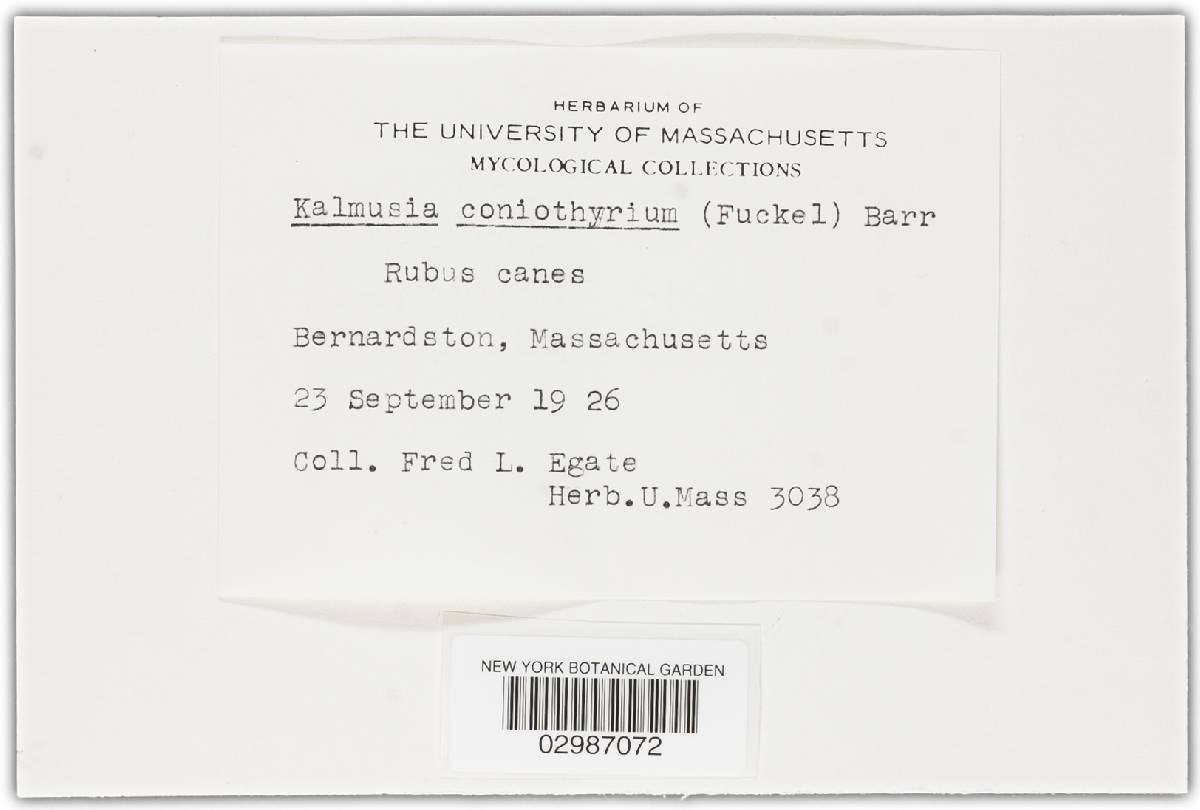 HERBARIUM OF
THE UNIVERSITY OF MASSACHUSETTS
MYCOLOGICAL COLLECTIONS
Kalmusia coniothyrium (Fuckel) Barr
Rubus canes
Bernardston, Massachusetts
23 September 19 26
Coll. Fred L. Egate
Herb.U.Mass 3038
NEW YORK BOTANICAL GARDEN
02987072